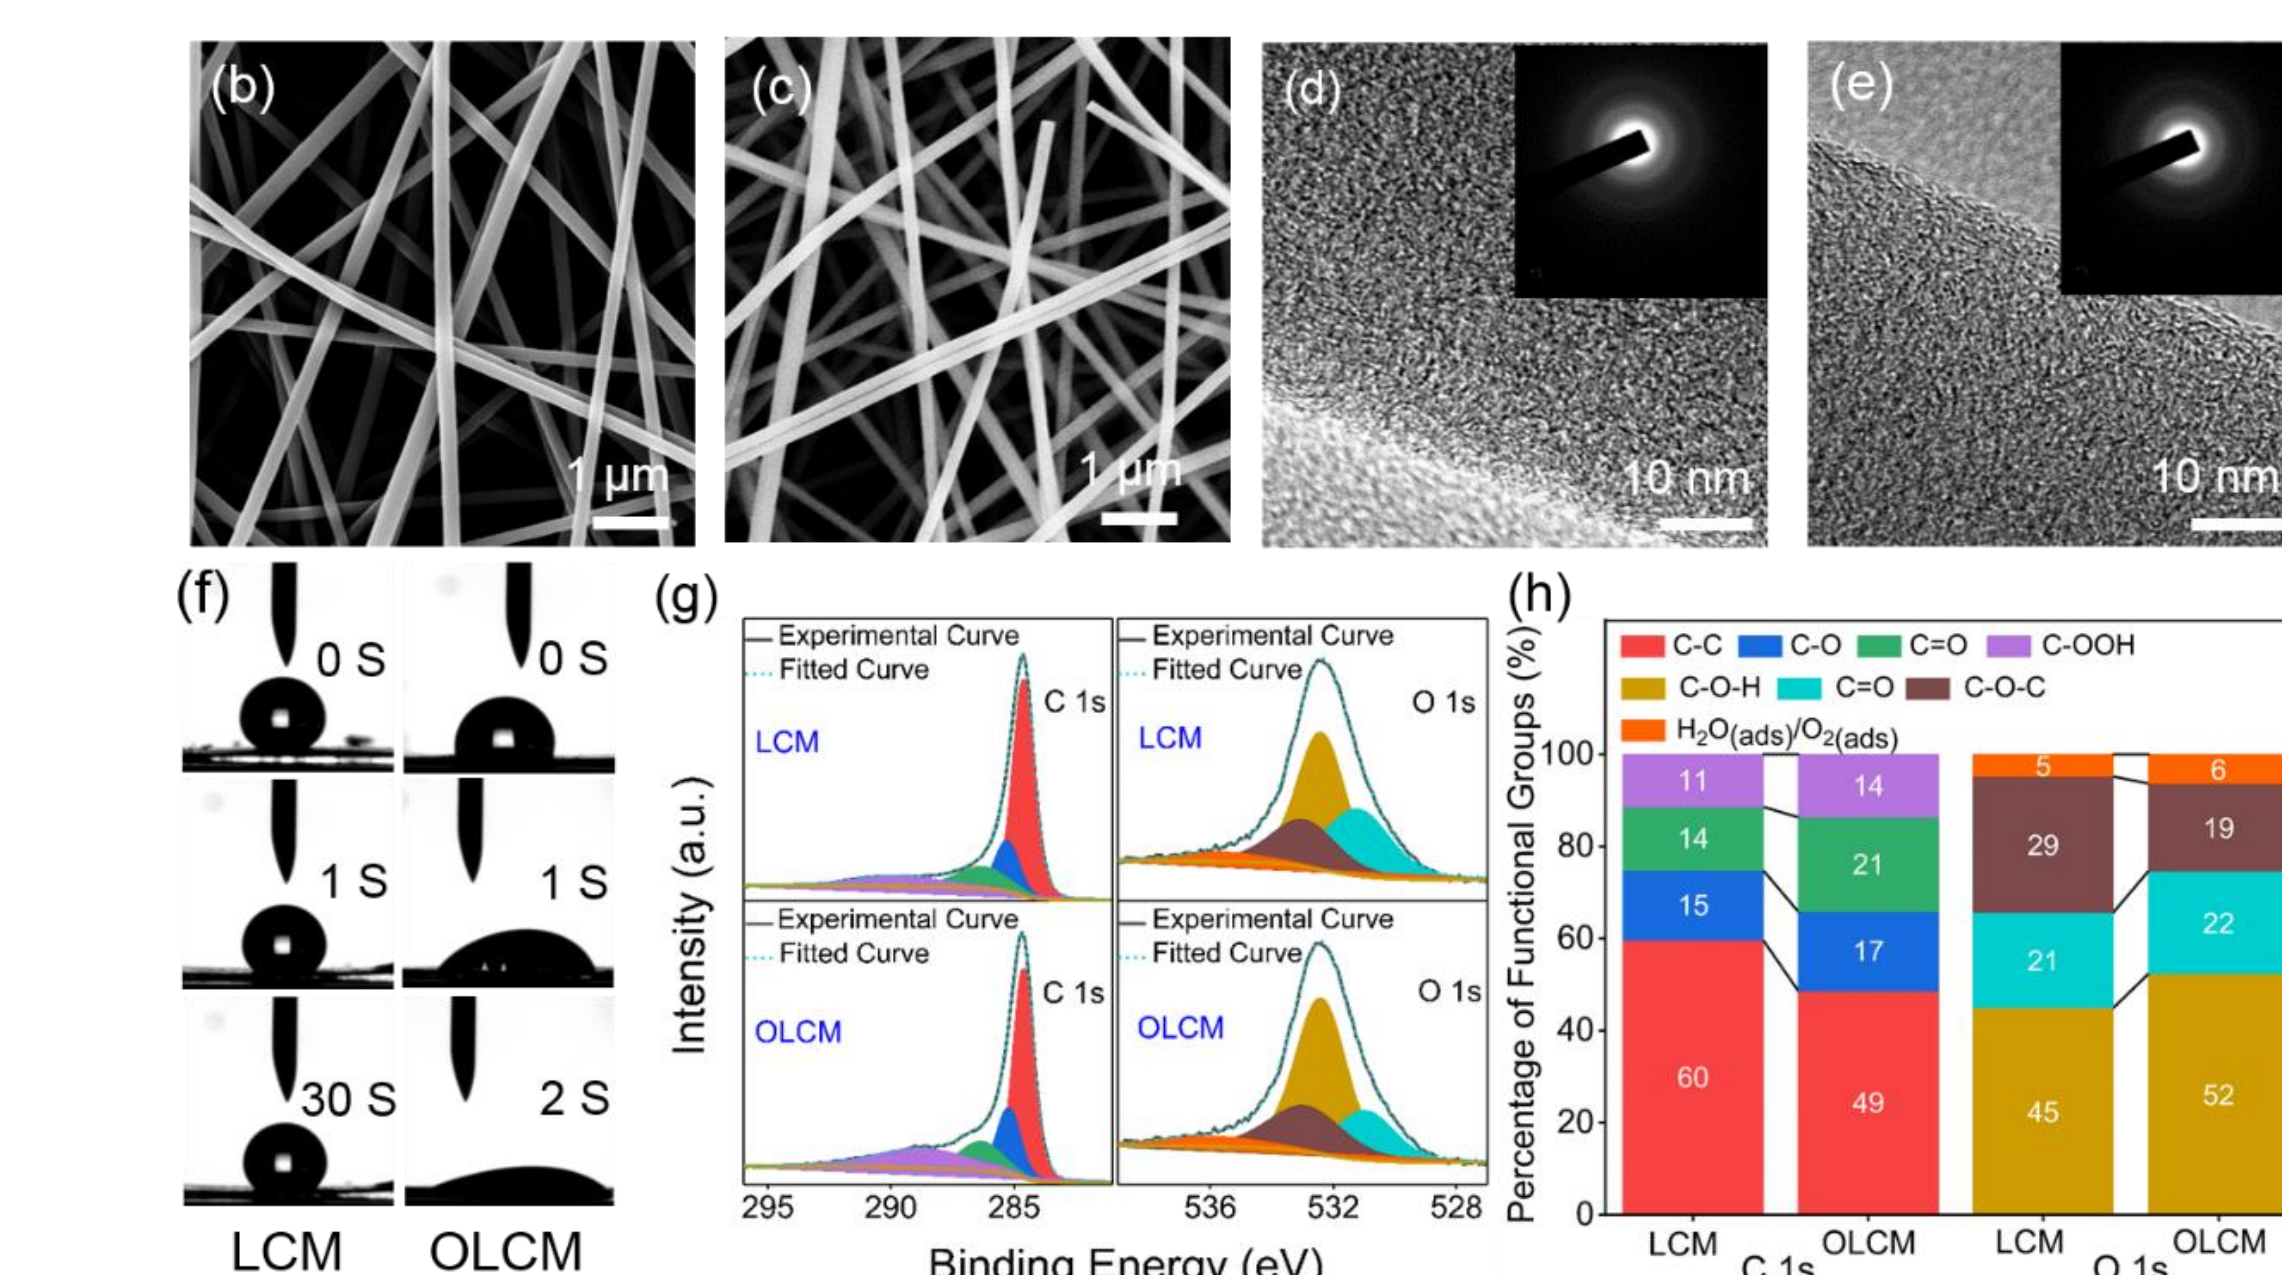 (b)
1 µm
(c)
1 µm
(d)
10 nm
(e)
10 nm
(f)
0 S
0 S
1 S
1 S
30 S
2 S
LCM
OLCM
(g)
Intensity (a.u.)
Experimental Curve
Fitted Curve
C 1s
LCM
Experimental Curve
Fitted Curve
O 1s
LCM
Experimental Curve
Fitted Curve
C 1s
OLCM
Experimental Curve
Fitted Curve
O 1s
OLCM
295 290 285
536 532 528
Binding Energy (eV)
(h)
Percentage of Functional Groups (%)
C-C C-O C=O C-OOH
C-O-H C=O C-O-C
H2O(ads)/O2(ads)
100
80
60
40
20
0
11
14
15
60
14
21
17
49
5
29
21
45
6
19
22
52
LCM OLCM LCM OLCM
C 1s O 1s